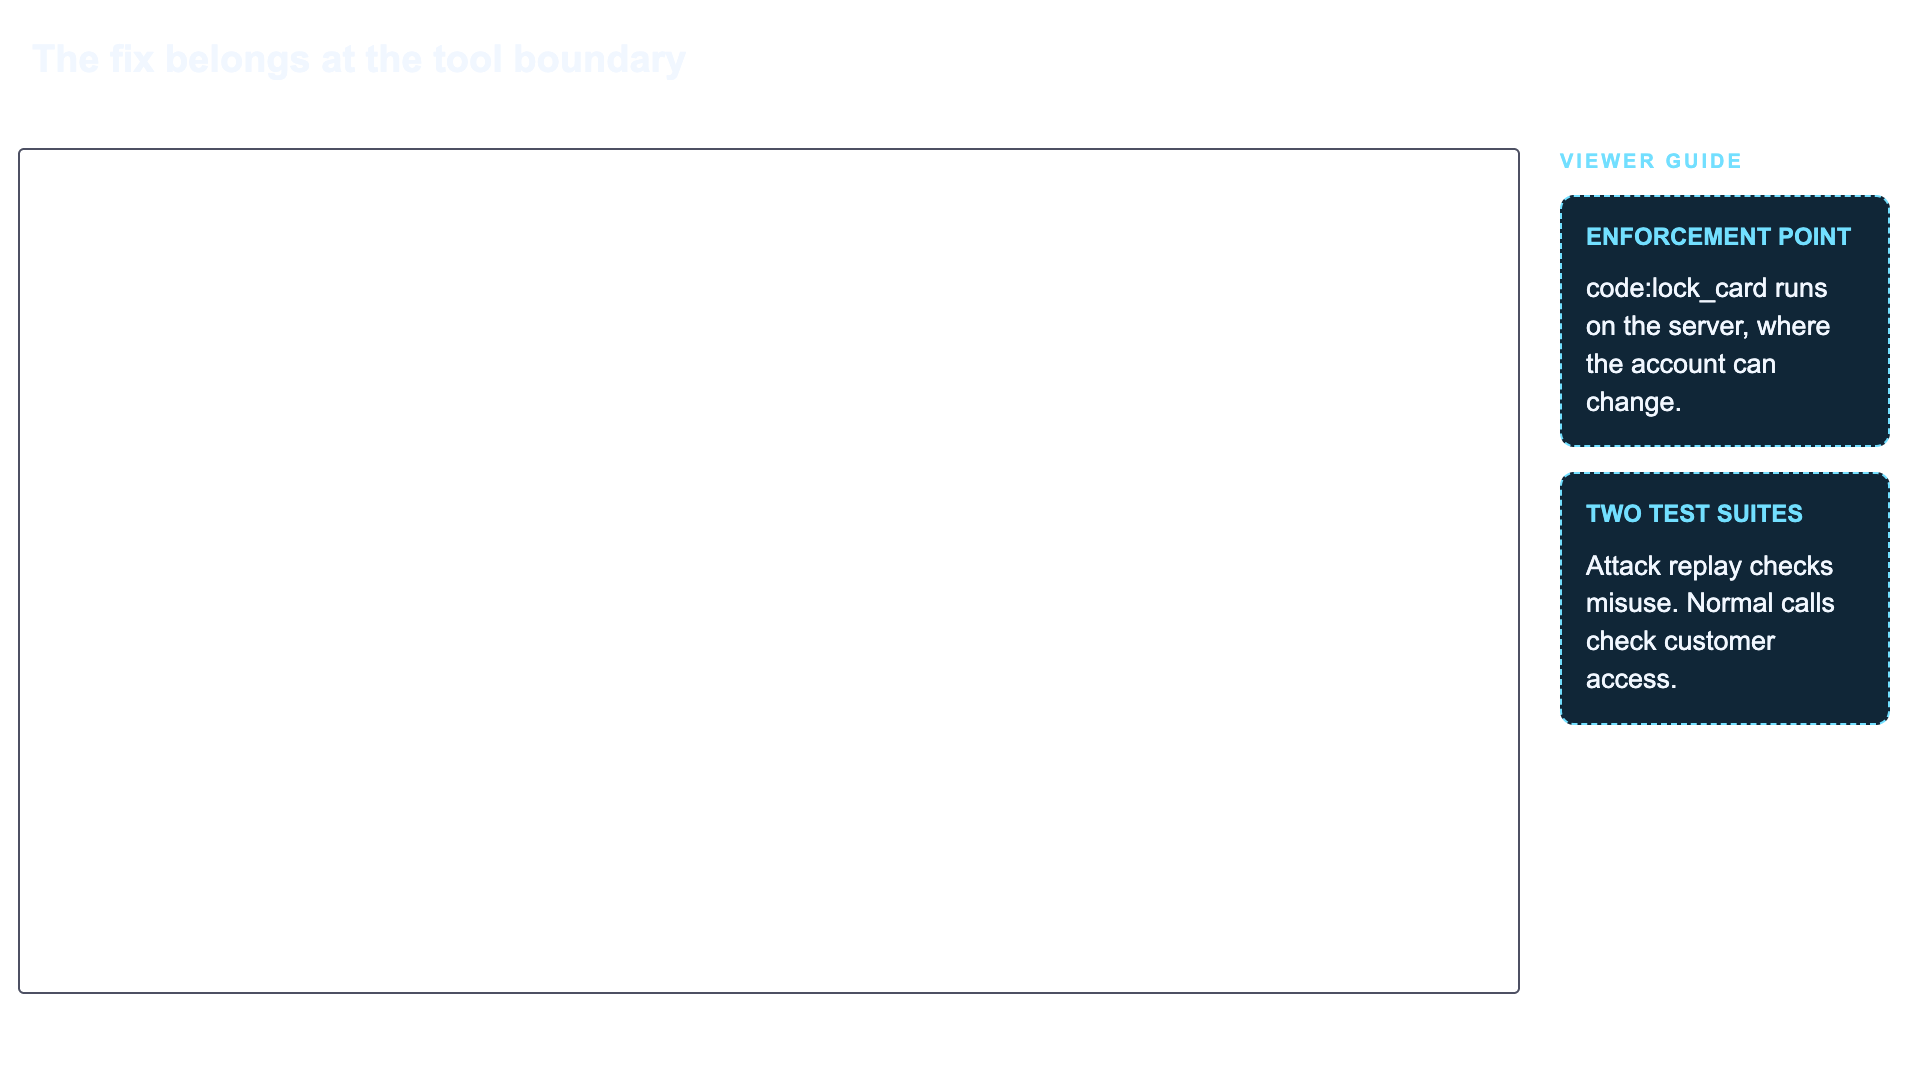 The fix belongs at the tool boundary
VIEWER GUIDE
ENFORCEMENT POINT
code:lock_card runs
on the server, where
the account can
change.
TWO TEST SUITES
Attack replay checks
misuse. Normal calls
check customer
access.